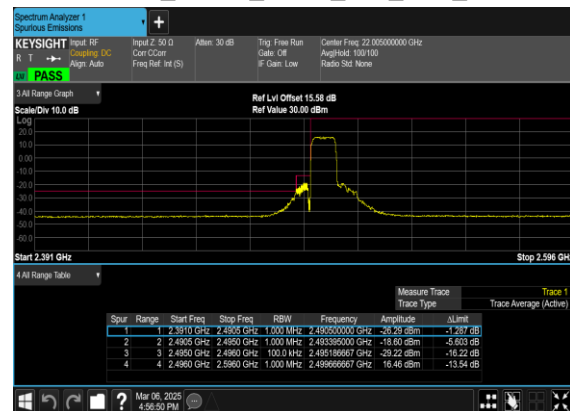 Spectrum Analyzer 1
Spurious Emissions
KEYSIGHT Input: RF Input Z: 50 Ω Atten: 30 dB Trig: Free Run Center Freq: 22.005000000 GHz
R T Coupling: DC Corr CCorr Gate: Off Avg|Hold: 100/100
Align: Auto Freq Ref: Int (S) IF Gain: Low Radio Std: None
PASS
3 All Range Graph
Ref Lvl Offset 15.58 dB
Scale/Div 10.0 dB Ref Value 30.00 dBm
Log
20.0
10.0
0.00
-10.0
-20.0
-30.0
-40.0
-50.0
-60.0
Start 2.391 GHz Stop 2.596 GH
4 All Range Table
Measure Trace Trace 1
Trace Type Trace Average (Active)
Spur Range Start Freq Stop Freq RBW Frequency Amplitude ΔLimit
1 1 2.3910 GHz 2.4905 GHz 1.000 MHz 2.490500000 GHz -26.29 dBm -1.287 dB
2 2 2.4905 GHz 2.4950 GHz 1.000 MHz 2.493395000 GHz -18.60 dBm -5.603 dB
3 3 2.4950 GHz 2.4960 GHz 100.0 kHz 2.495186667 GHz -29.22 dBm -16.22 dB
4 4 2.4960 GHz 2.5960 GHz 1.000 MHz 2.499666667 GHz 16.46 dBm -13.54 dB
Mar 06, 2025
4:56:50 PM